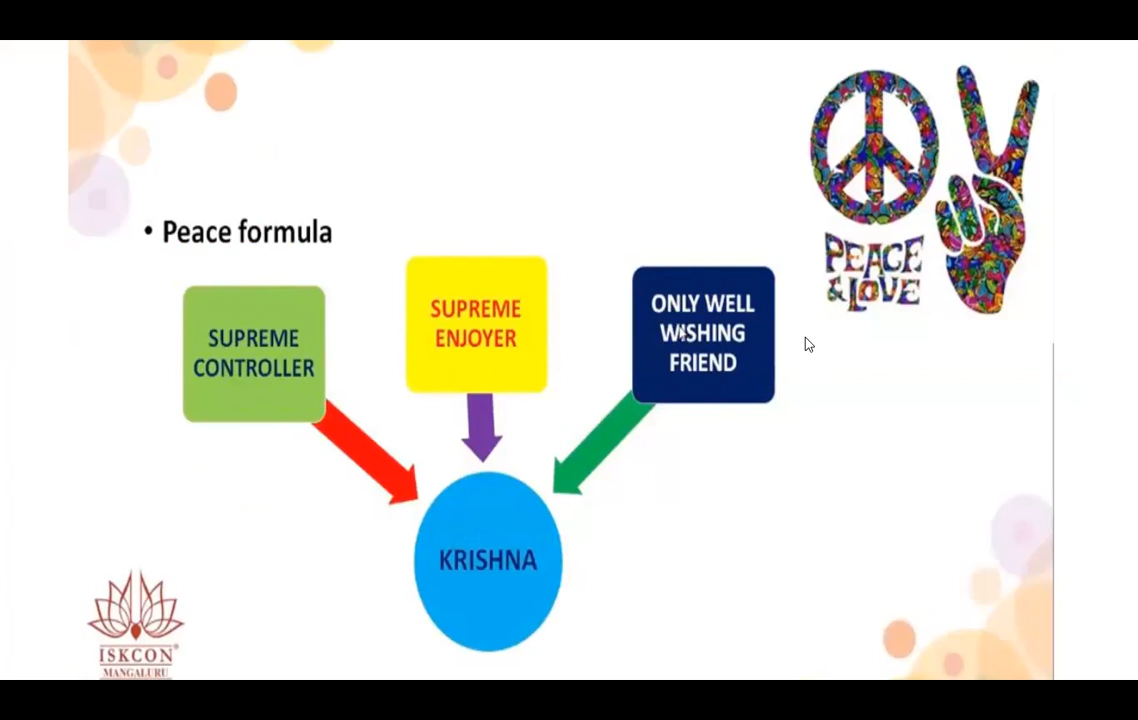 PEACE
& LOVE
• Peace formula
SUPREME
CONTROLLER
SUPREME
ENJOYER
ONLY WELL
WISHING
FRIEND
KRISHNA
ISKCON®
MANGALURU